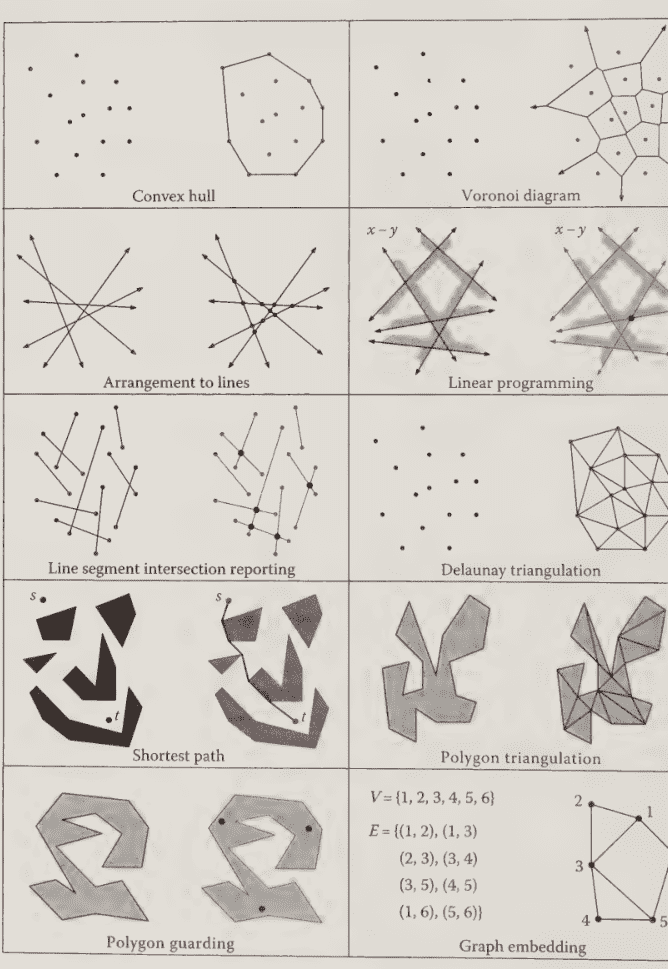 Convex hull
Voronoi diagram
Arrangement to lines
x – y
x – y
Linear programming
Line segment intersection reporting
Delaunay triangulation
s
t
s
t
Shortest path
Polygon triangulation
Polygon guarding
V = {1, 2, 3, 4, 5, 6}
E = {(1, 2), (1, 3)
(2, 3), (3, 4)
(3, 5), (4, 5)
(1, 6), (5, 6)}
2
1
3
4
5
Graph embedding